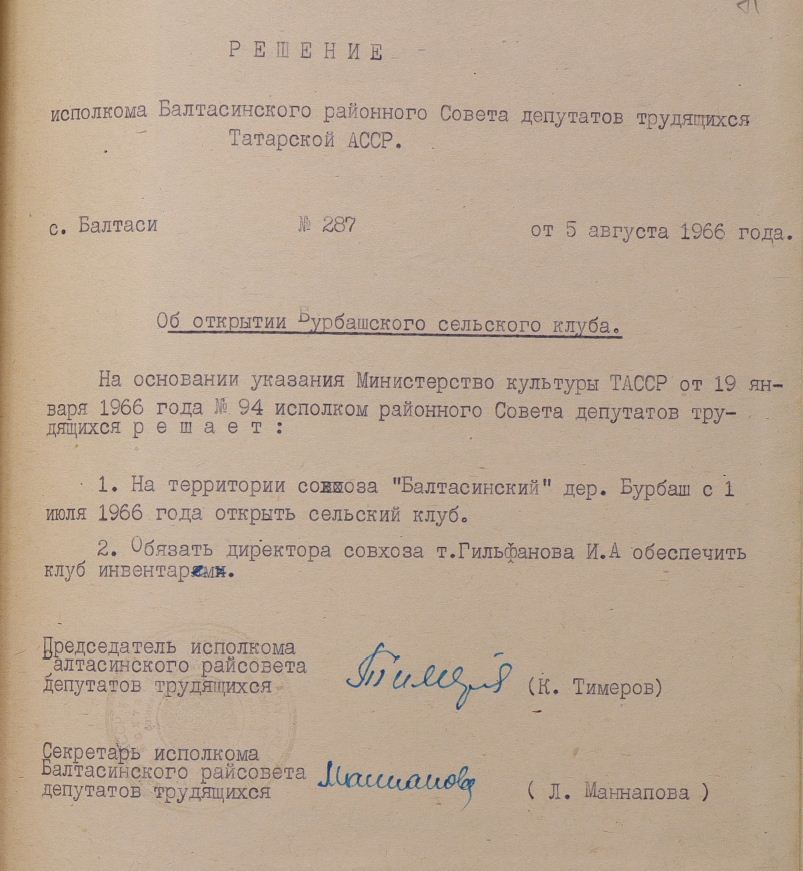 Р Е Ш Е Н И Е
исполкома Балтасинского районного Совета депутатов трудящихся
Татарской АССР.
с. Балтаси № 287 от 5 августа 1966 года.
Об открытии Бурбашского сельского клуба.
На основании указания Министерство культуры ТАССР от 19 ян-
варя 1966 года № 94 исполком районного Совета депутатов тру-
дящихся р е ш а е т :
1. На территории совхоза "Балтасинский" дер. Бурбаш с 1
июля 1966 года открыть сельский клуб.
2. Обязать директора совхоза т.Гильфанова И.А обеспечить
клуб инвентарем.
Председатель исполкома
Балтасинского райсовета
депутатов трудящихся Тимеров (К. Тимеров)
Секретарь исполкома
Балтасинского райсовета Маннапова
депутатов трудящихся ( Л. Маннапова )